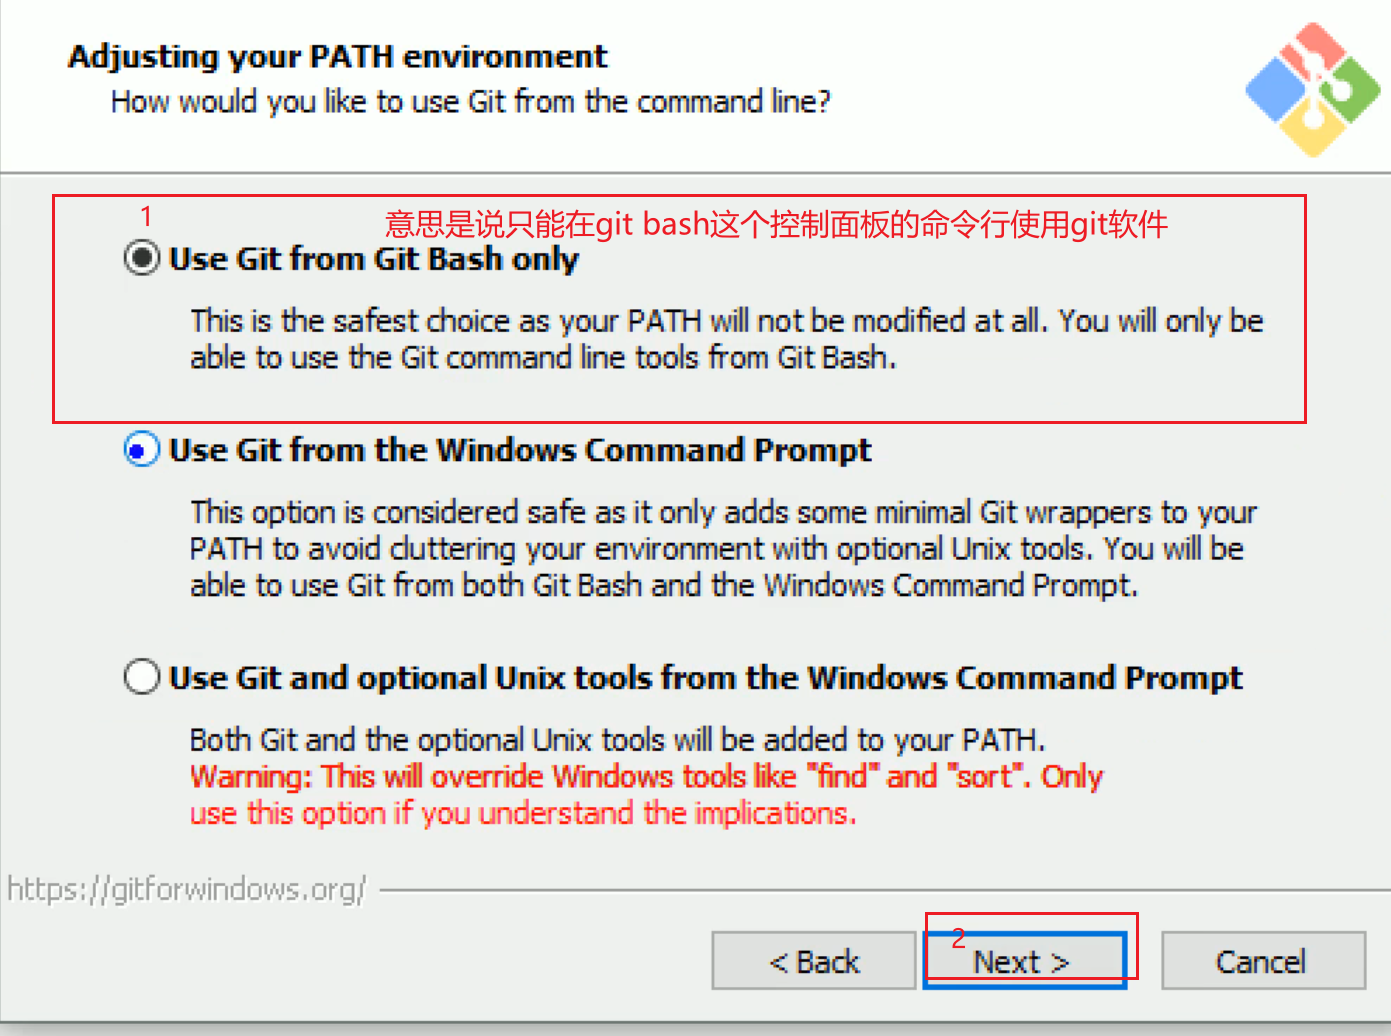 Adjusting your PATH environment
How would you like to use Git from the command line?
1
意思是说只能在git bash这个控制面板的命令行使用git软件
Use Git from Git Bash only
This is the safest choice as your PATH will not be modified at all. You will only be
able to use the Git command line tools from Git Bash.
Use Git from the Windows Command Prompt
This option is considered safe as it only adds some minimal Git wrappers to your
PATH to avoid cluttering your environment with optional Unix tools. You will be
able to use Git from both Git Bash and the Windows Command Prompt.
Use Git and optional Unix tools from the Windows Command Prompt
Both Git and the optional Unix tools will be added to your PATH.
Warning: This will override Windows tools like "find" and "sort". Only
use this option if you understand the implications.
https://gitforwindows.org/
< Back
2
Next >
Cancel